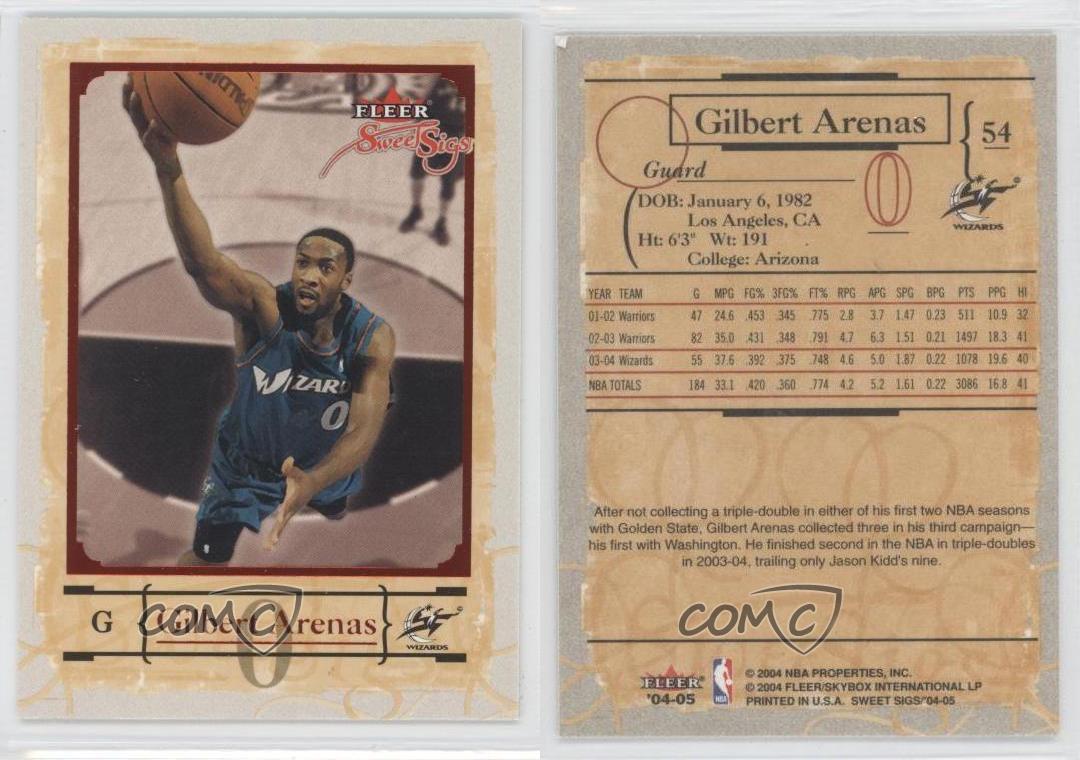 SPALDING
FLEER
Sweet Sigs
WIZARDS
0
G
Gilbert Arenas
0
WIZARDS
COMC
Gilbert Arenas
54
Guard
0
DOB: January 6, 1982
Los Angeles, CA
Ht: 6'3" Wt: 191
College: Arizona
WIZARDS
YEAR TEAM G MPG FG% 3FG% FT% RPG APG SPG BPG PTS PPG HI
01-02 Warriors 47 24.6 .453 .345 .775 2.8 3.7 1.47 0.23 511 10.9 32
02-03 Warriors 82 35.0 .431 .348 .791 4.7 6.3 1.51 0.21 1497 18.3 41
03-04 Wizards 55 37.6 .392 .375 .748 4.6 5.0 1.87 0.22 1078 19.6 40
NBA TOTALS 184 33.1 .420 .360 .774 4.2 5.2 1.61 0.22 3086 16.8 41
After not collecting a triple-double in either of his first two NBA seasons
with Golden State, Gilbert Arenas collected three in his third campaign—
his first with Washington. He finished second in the NBA in triple-doubles
in 2003-04, trailing only Jason Kidd's nine.
COMC
FLEER
'04-05
NBA
© 2004 NBA PROPERTIES, INC.
© 2004 FLEER/SKYBOX INTERNATIONAL LP
PRINTED IN U.S.A. SWEET SIGS/'04-05